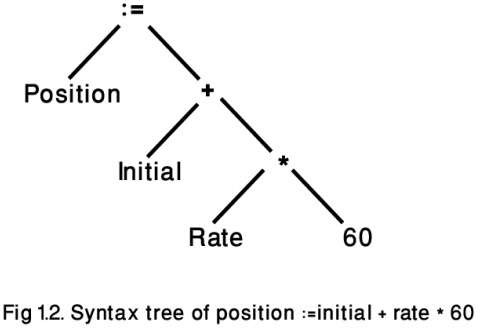 :=
Position +
Initial *
Rate 60
Fig 1.2. Syntax tree of position :=initial + rate * 60